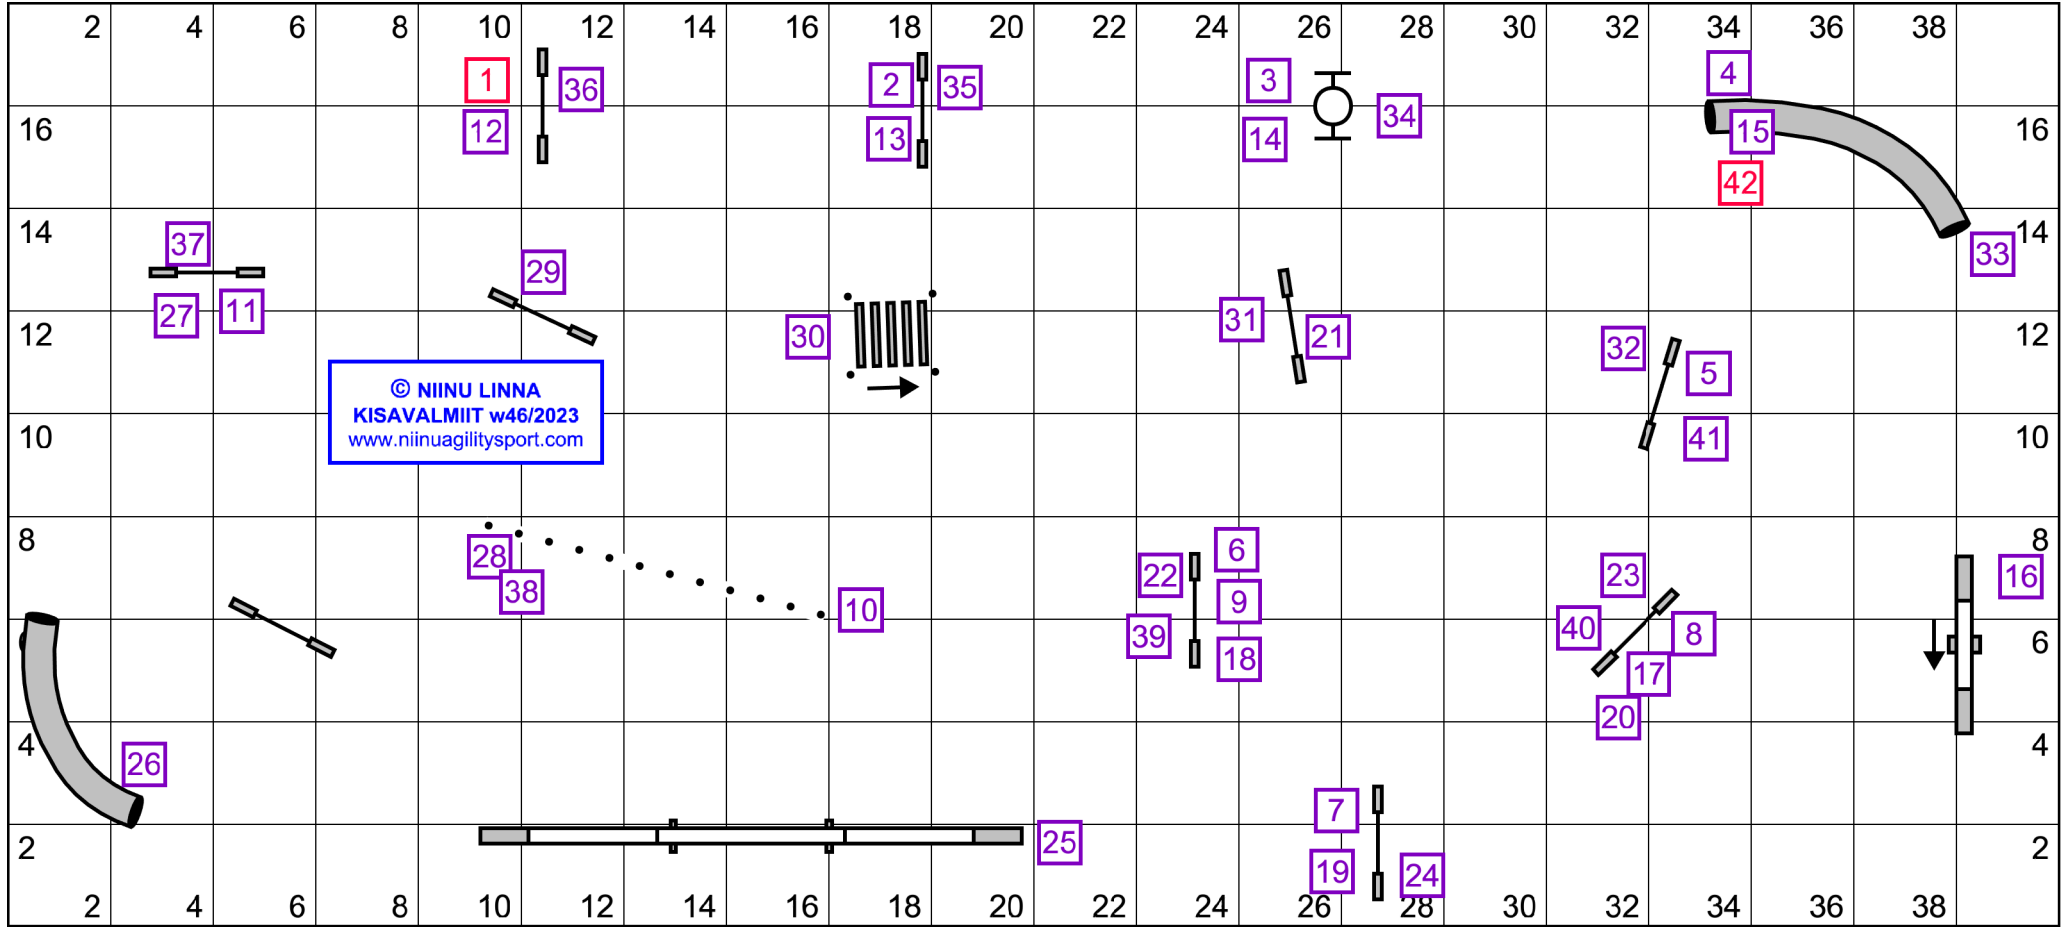 2 4 6 8 10 12 14 16 18 20 22 24 26 28 30 32 34 36 38
1 36 2 35 3 4
12 13 14 34 15
16 16
42
14 37 29 33 14
27 11 30 31 21
12 32 5 12
© NIINU LINNA
KISAVALMIIT w46/2023
www.niinuagilitysport.com
10 41 10
8 28 6 23 8
38 10 22 9 16
6 39 18 40 8 17 20
4 26 4
7
2 25 19 24 2
2 4 6 8 10 12 14 16 18 20 22 24 26 28 30 32 34 36 38